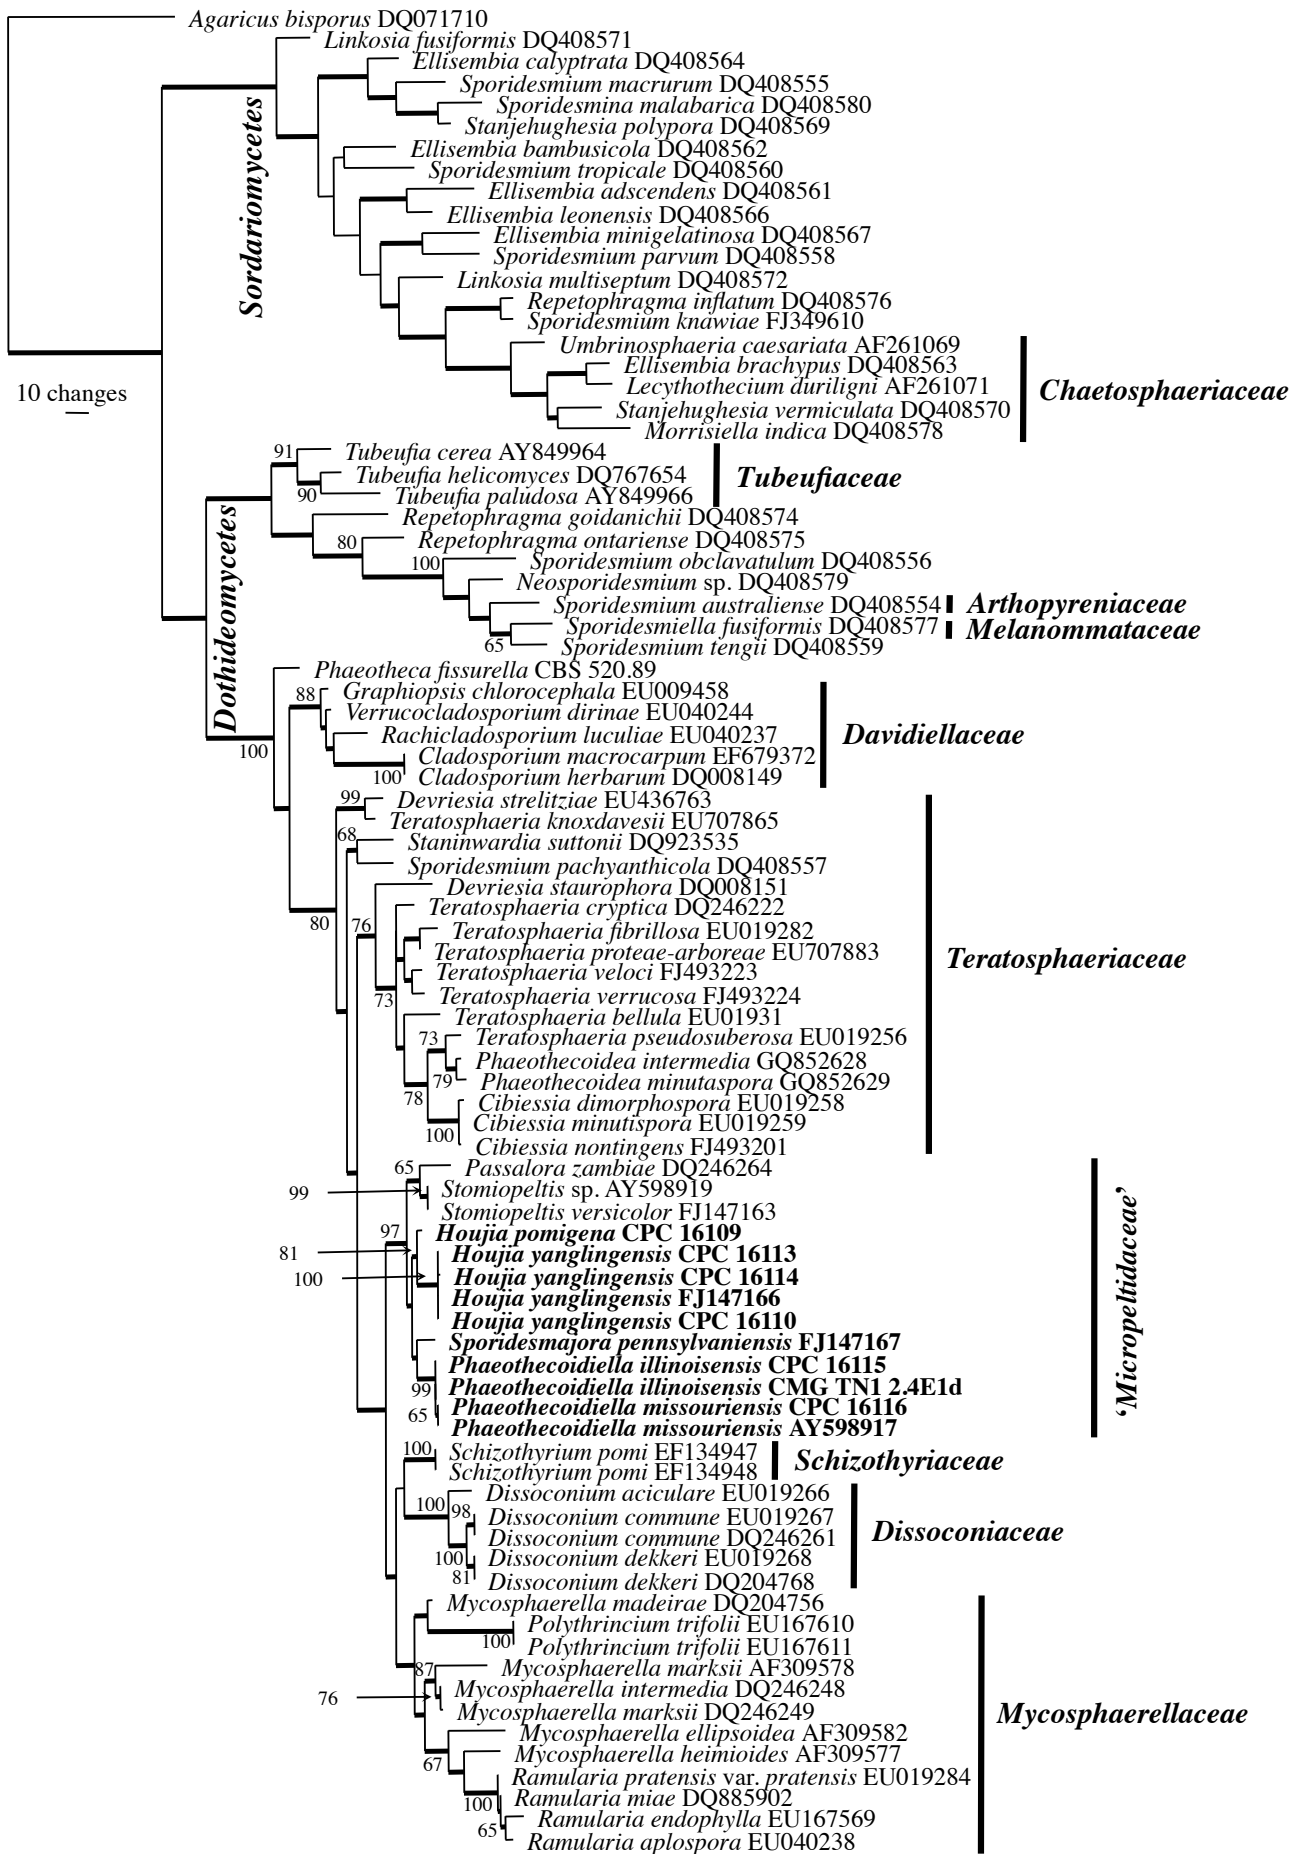 Agaricus bisporus DQ071710
Linkosia fusiformis DQ408571
Ellisembia calyptrata DQ408564
Sporidesmium macrurum DQ408555
Sporidesmina malabarica DQ408580
Stanjehughesia polypora DQ408569
Ellisembia bambusicola DQ408562
Sporidesmium tropicale DQ408560
Ellisembia adscendens DQ408561
Ellisembia leonensis DQ408566
Ellisembia minigelatinosa DQ408567
Sporidesmium parvum DQ408558
Linkosia multiseptum DQ408572
Repetophragma inflatum DQ408576
Sporidesmium knawiae FJ349610
Sordariomycetes
10 changes
Umbrinosphaeria caesariata AF261069
Ellisembia brachypus DQ408563
Lecythothecium duriligni AF261071
Stanjehughesia vermiculata DQ408570
Morrisiella indica DQ408578
Chaetosphaeriaceae
91
Tubeufia cerea AY849964
Tubeufia helicomyces DQ767654
90
Tubeufia paludosa AY849966
Tubeufiaceae
Repetophragma goidanichii DQ408574
80
Repetophragma ontariense DQ408575
100
Sporidesmium obclavatulum DQ408556
Neosporidesmium sp. DQ408579
Sporidesmium australiense DQ408554
Arthopyreniaceae
Sporidesmiella fusiformis DQ408577
Melanommataceae
65
Sporidesmium tengii DQ408559
Dothideomycetes
100
Phaeotheca fissurella CBS 520.89
88
Graphiopsis chlorocephala EU009458
Verrucocladosporium dirinae EU040244
Rachicladosporium luculiae EU040237
Cladosporium macrocarpum EF679372
100
Cladosporium herbarum DQ008149
Davidiellaceae
99
Devriesia strelitziae EU436763
Teratosphaeria knoxdavesii EU707865
68
Staninwardia suttonii DQ923535
Sporidesmium pachyanthicola DQ408557
80
Devriesia staurophora DQ008151
76
Teratosphaeria cryptica DQ246222
Teratosphaeria fibrillosa EU019282
Teratosphaeria proteae-arboreae EU707883
Teratosphaeria veloci FJ493223
73
Teratosphaeria verrucosa FJ493224
Teratosphaeria bellula EU01931
73
Teratosphaeria pseudosuberosa EU019256
Phaeothecoidea intermedia GQ852628
79
Phaeothecoidea minutaspora GQ852629
78
Cibiessia dimorphospora EU019258
Cibiessia minutispora EU019259
100
Cibiessia nontingens FJ493201
Teratosphaeriaceae
65
Passalora zambiae DQ246264
99
Stomiopeltis sp. AY598919
Stomiopeltis versicolor FJ147163
97
Houjia pomigena CPC 16109
81
Houjia yanglingensis CPC 16113
100
Houjia yanglingensis CPC 16114
Houjia yanglingensis FJ147166
Houjia yanglingensis CPC 16110
Sporidesmajora pennsylvaniensis FJ147167
Phaeothecoidiella illinoisensis CPC 16115
99
Phaeothecoidiella illinoisensis CMG TN1 2.4E1d
65
Phaeothecoidiella missouriensis CPC 16116
Phaeothecoidiella missouriensis AY598917
‘Micropeltidaceae’
100
Schizothyrium pomi EF134947
Schizothyrium pomi EF134948
Schizothyriaceae
Dissoconium aciculare EU019266
100
98
Dissoconium commune EU019267
Dissoconium commune DQ246261
100
Dissoconium dekkeri EU019268
81
Dissoconium dekkeri DQ204768
Dissoconiaceae
Mycosphaerella madeirae DQ204756
Polythrincium trifolii EU167610
100
Polythrincium trifolii EU167611
87
Mycosphaerella marksii AF309578
76
Mycosphaerella intermedia DQ246248
Mycosphaerella marksii DQ246249
Mycosphaerella ellipsoidea AF309582
67
Mycosphaerella heimioides AF309577
Ramularia pratensis var. pratensis EU019284
100
Ramularia miae DQ885902
Ramularia endophylla EU167569
65
Ramularia aplospora EU040238
Mycosphaerellaceae